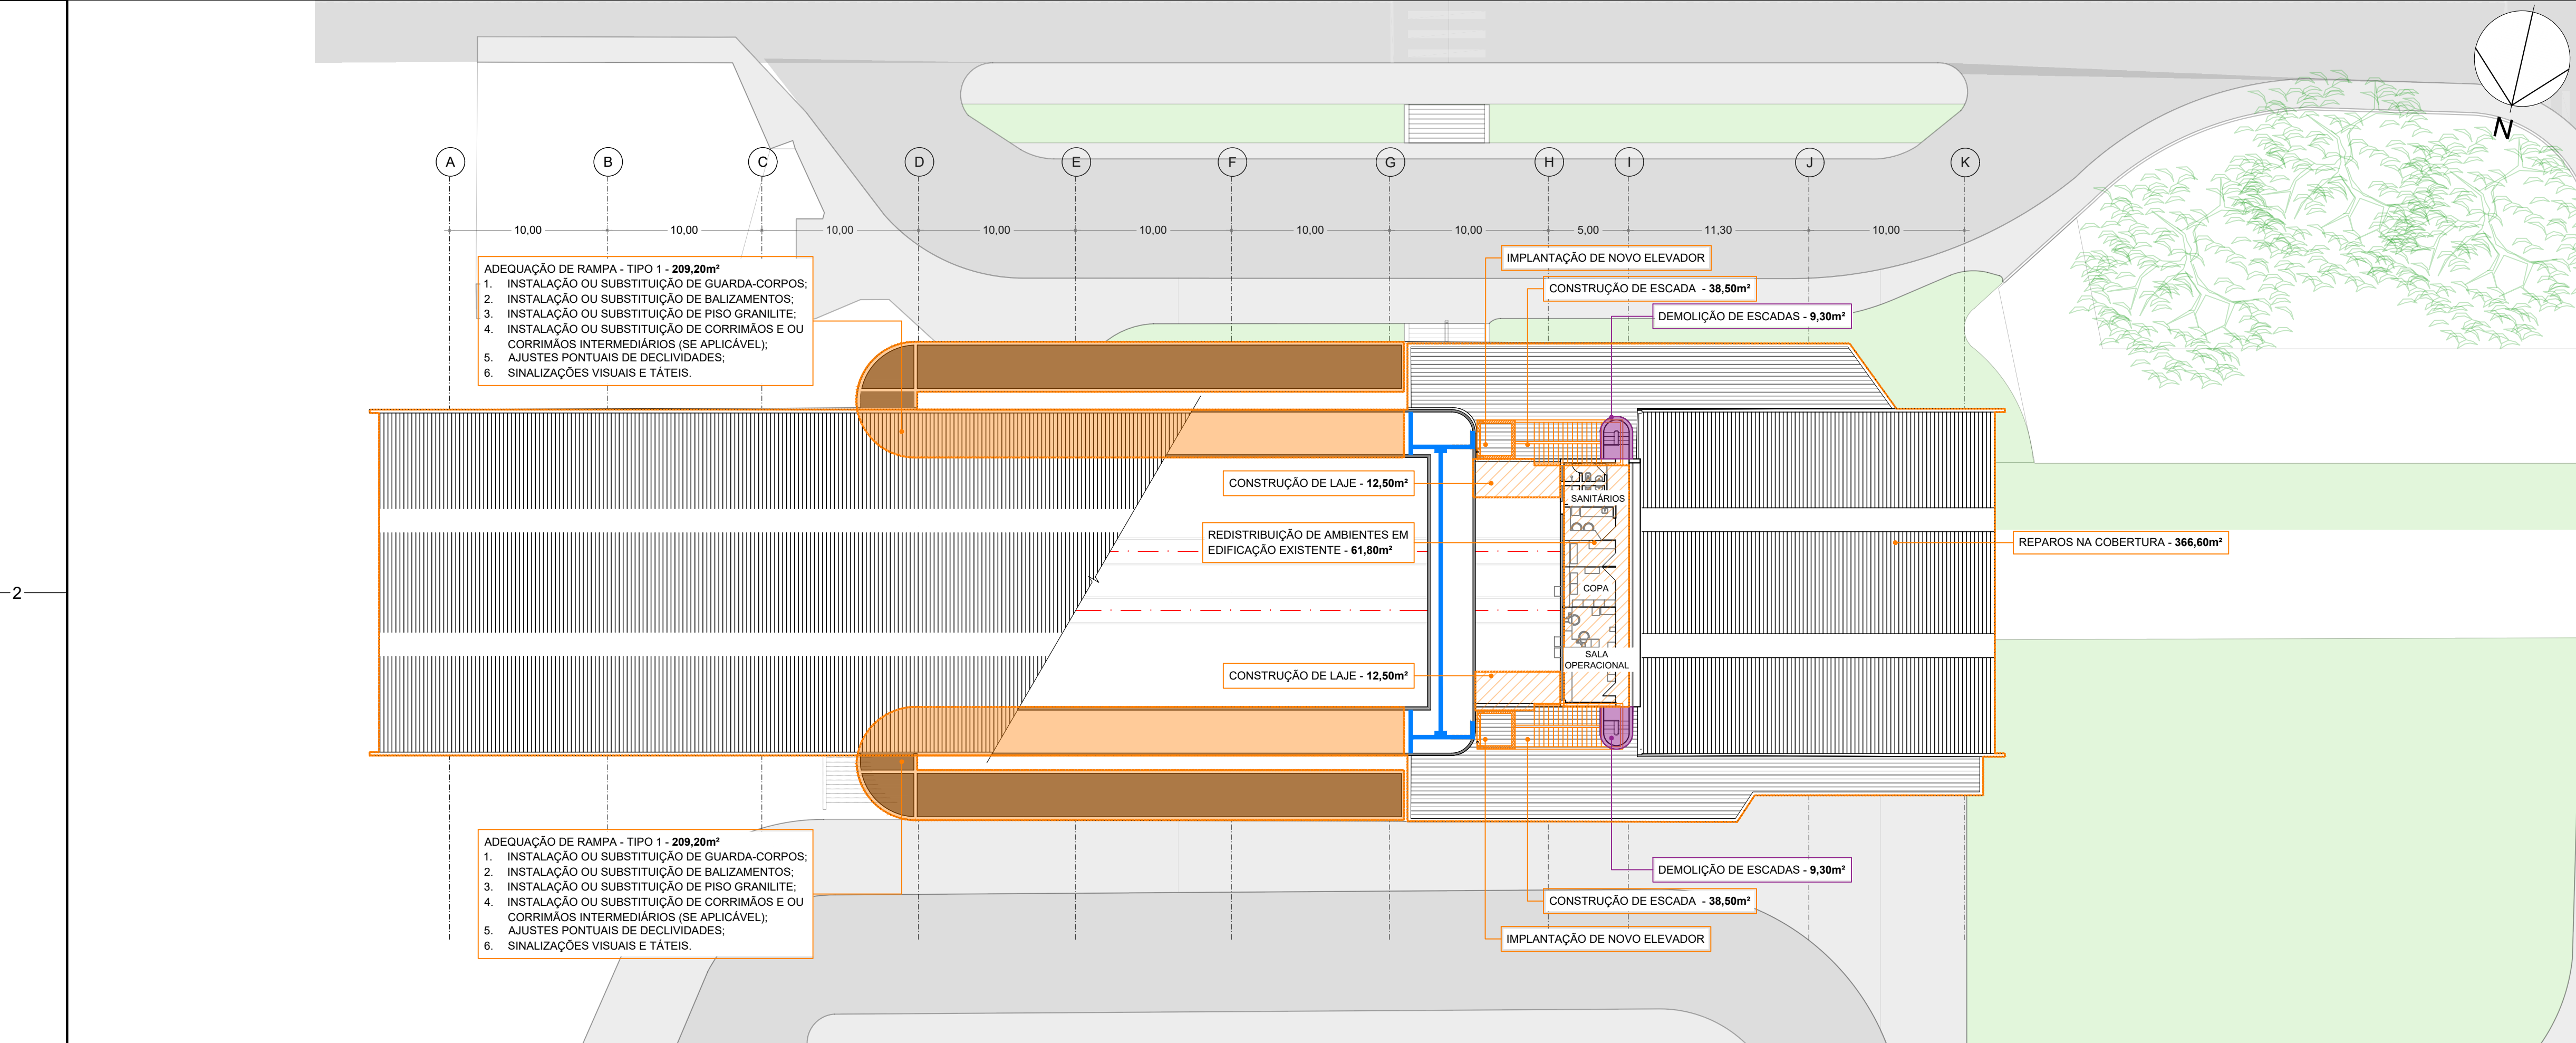 N
A
B
C
D
E
F
G
H
I
J
K
10,00
10,00
10,00
10,00
10,00
10,00
10,00
5,00
11,30
10,00
IMPLANTAÇÃO DE NOVO ELEVADOR
CONSTRUÇÃO DE ESCADA - 38,50m²
DEMOLIÇÃO DE ESCADAS - 9,30m²
ADEQUAÇÃO DE RAMPA - TIPO 1 - 209,20m²
1. INSTALAÇÃO OU SUBSTITUIÇÃO DE GUARDA-CORPOS;
2. INSTALAÇÃO OU SUBSTITUIÇÃO DE BALIZAMENTOS;
3. INSTALAÇÃO OU SUBSTITUIÇÃO DE PISO GRANILITE;
4. INSTALAÇÃO OU SUBSTITUIÇÃO DE CORRIMÃOS E OU
CORRIMÃOS INTERMEDIÁRIOS (SE APLICÁVEL);
5. AJUSTES PONTUAIS DE DECLIVIDADES;
6. SINALIZAÇÕES VISUAIS E TÁTEIS.
CONSTRUÇÃO DE LAJE - 12,50m²
SANITÁRIOS
REDISTRIBUIÇÃO DE AMBIENTES EM
EDIFICAÇÃO EXISTENTE - 61,80m²
REPAROS NA COBERTURA - 366,60m²
COPA
2
SALA
OPERACIONAL
CONSTRUÇÃO DE LAJE - 12,50m²
ADEQUAÇÃO DE RAMPA - TIPO 1 - 209,20m²
1. INSTALAÇÃO OU SUBSTITUIÇÃO DE GUARDA-CORPOS;
2. INSTALAÇÃO OU SUBSTITUIÇÃO DE BALIZAMENTOS;
3. INSTALAÇÃO OU SUBSTITUIÇÃO DE PISO GRANILITE;
4. INSTALAÇÃO OU SUBSTITUIÇÃO DE CORRIMÃOS E OU
CORRIMÃOS INTERMEDIÁRIOS (SE APLICÁVEL);
5. AJUSTES PONTUAIS DE DECLIVIDADES;
6. SINALIZAÇÕES VISUAIS E TÁTEIS.
DEMOLIÇÃO DE ESCADAS - 9,30m²
CONSTRUÇÃO DE ESCADA - 38,50m²
IMPLANTAÇÃO DE NOVO ELEVADOR